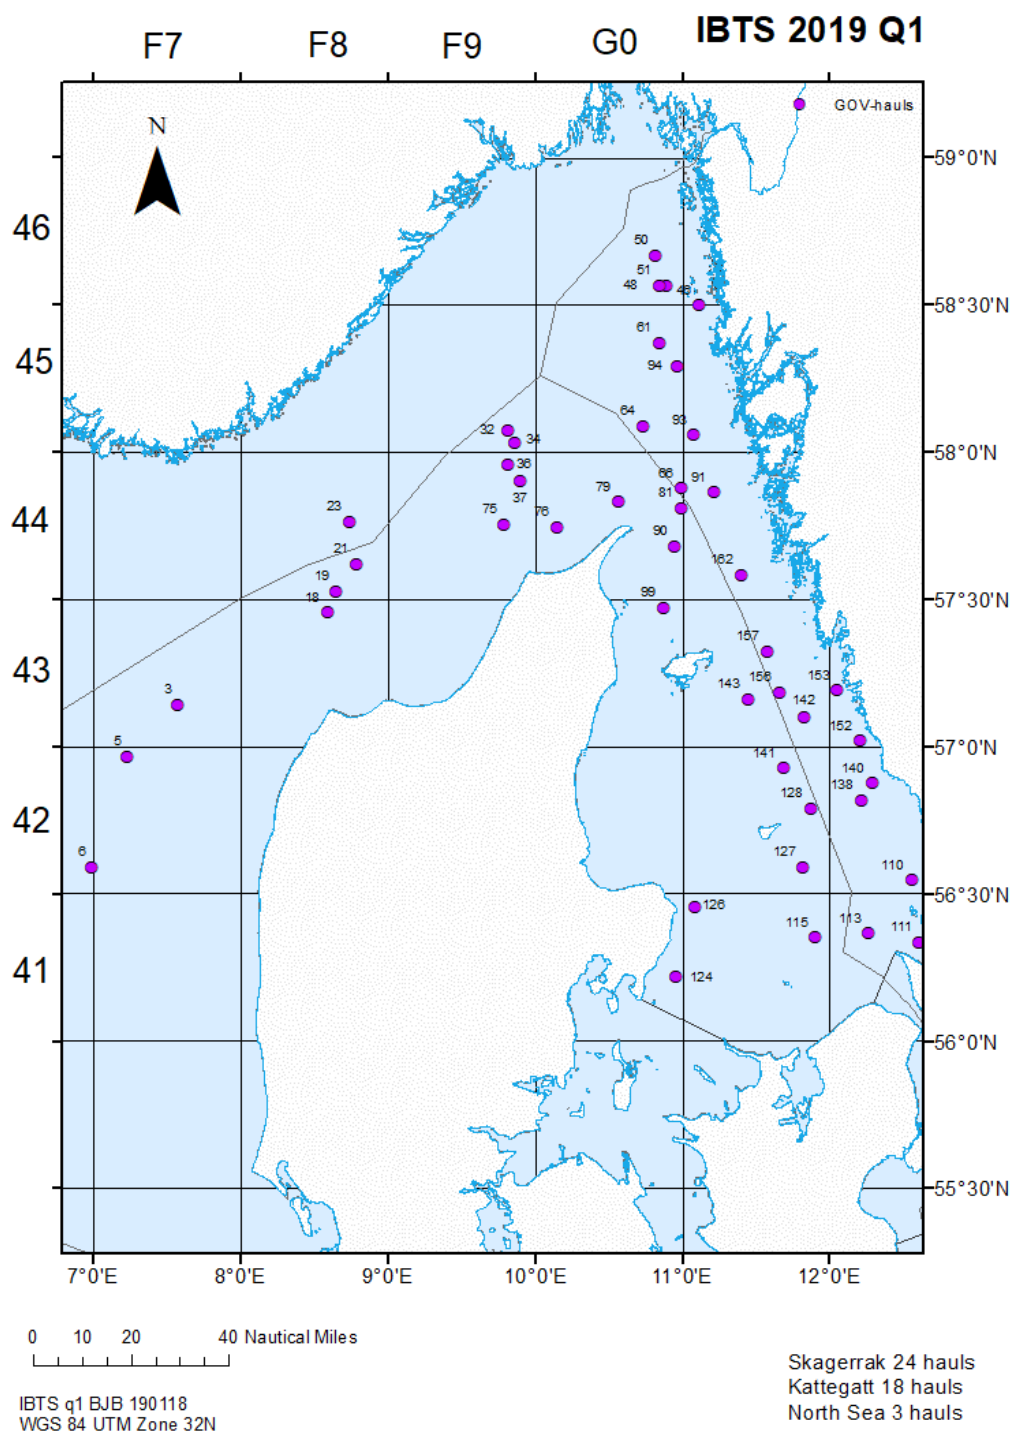 IBTS 2019 Q1
F7 F8 F9 G0
GOV-hauls
N
59°0'N
46
50
51
48 46
58°30'N
61
45
94
64
93
32
34
58°0'N
36
66 91
37
79 81
23
75 76
44
90
21
162
19
99
18
57°30'N
157
43
3
143 156 153
142
5
152
57°0'N
141
140
128 138
42
6
127
110
56°30'N
126
115 113 111
41
124
56°0'N
55°30'N
7°0'E 8°0'E 9°0'E 10°0'E 11°0'E 12°0'E
0 10 20 40 Nautical Miles
Skagerrak 24 hauls
Kattegatt 18 hauls
North Sea 3 hauls
IBTS q1 BJB 190118
WGS 84 UTM Zone 32N